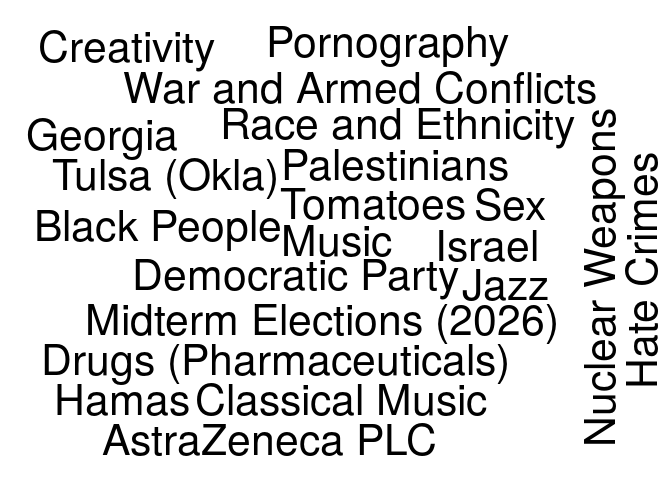 Creativity
Pornography
War and Armed Conflicts
Georgia
Race and Ethnicity
Tulsa (Okla)
Palestinians
Tomatoes
Sex
Black People
Music
Israel
Democratic Party
Jazz
Midterm Elections (2026)
Drugs (Pharmaceuticals)
Hamas
Classical Music
AstraZeneca PLC
Nuclear Weapons
Hate Crimes